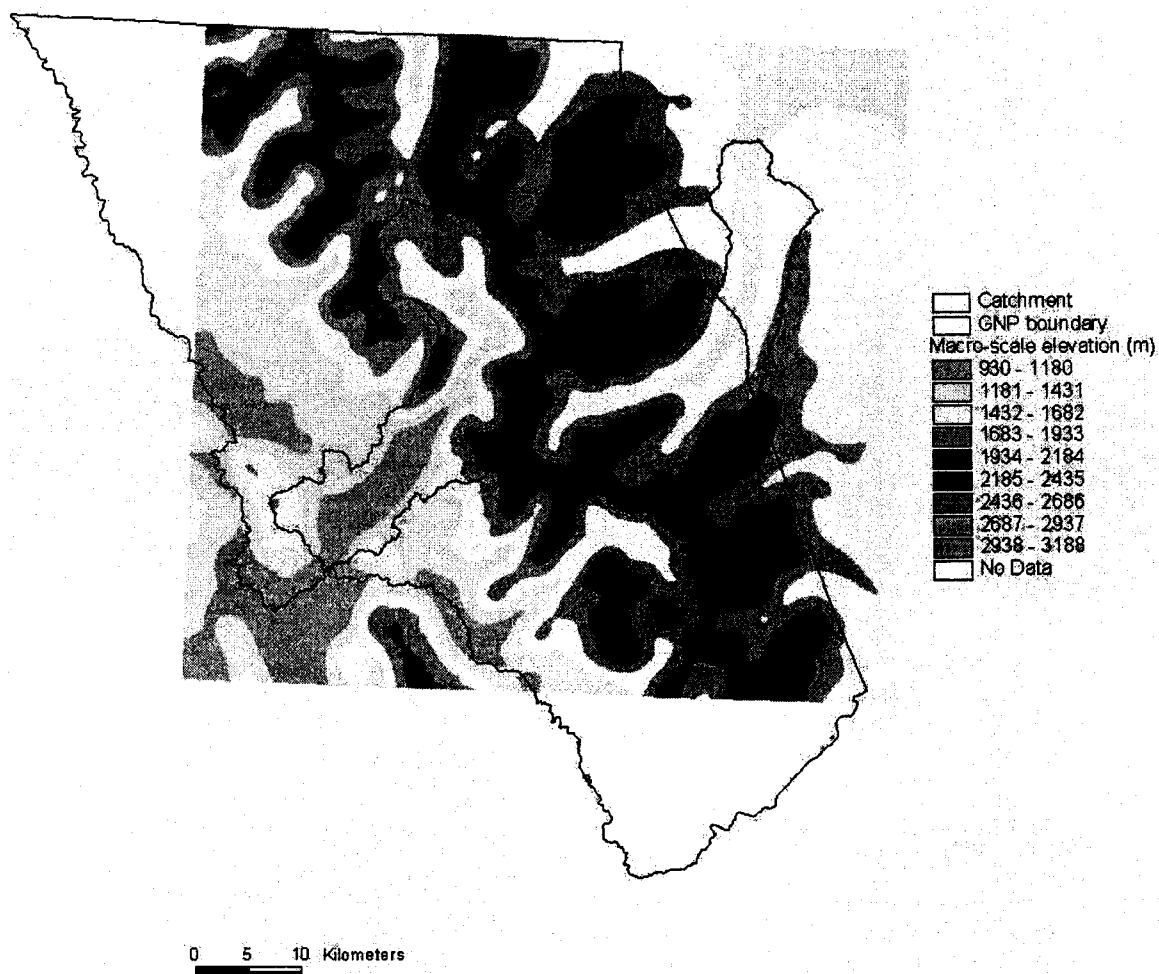 Catchment
GNP boundary
Macro-scale elevation (m)
930 - 1180
1181 - 1431
1432 - 1682
1683 - 1933
1934 - 2184
2185 - 2435
2436 - 2686
2687 - 2937
2938 - 3188
No Data
0 5 10 Kilometers